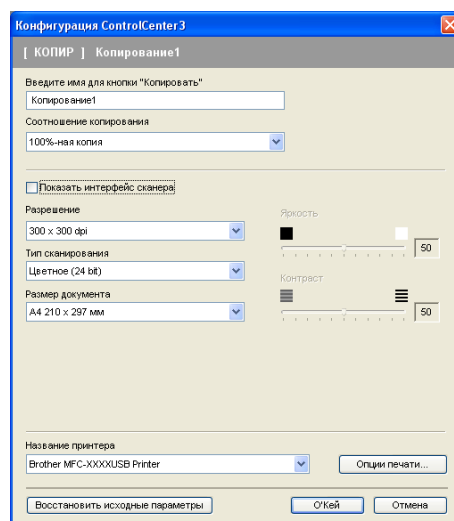 Конфигурация ControlCenter3
[ КОПИР ] Копирование1
Введите имя для кнопки "Копировать"
Копирование1
Соотношение копирования
100%-ная копия
Показать интерфейс сканера
Разрешение
300 x 300 dpi
Тип сканирования
Цветное (24 bit)
Размер документа
A4 210 x 297 мм
Яркость
50
Контраст
50
Название принтера
Brother MFC-XXXXUSB Printer
Опции печати...
Восстановить исходные параметры
О'Кей
Отмена